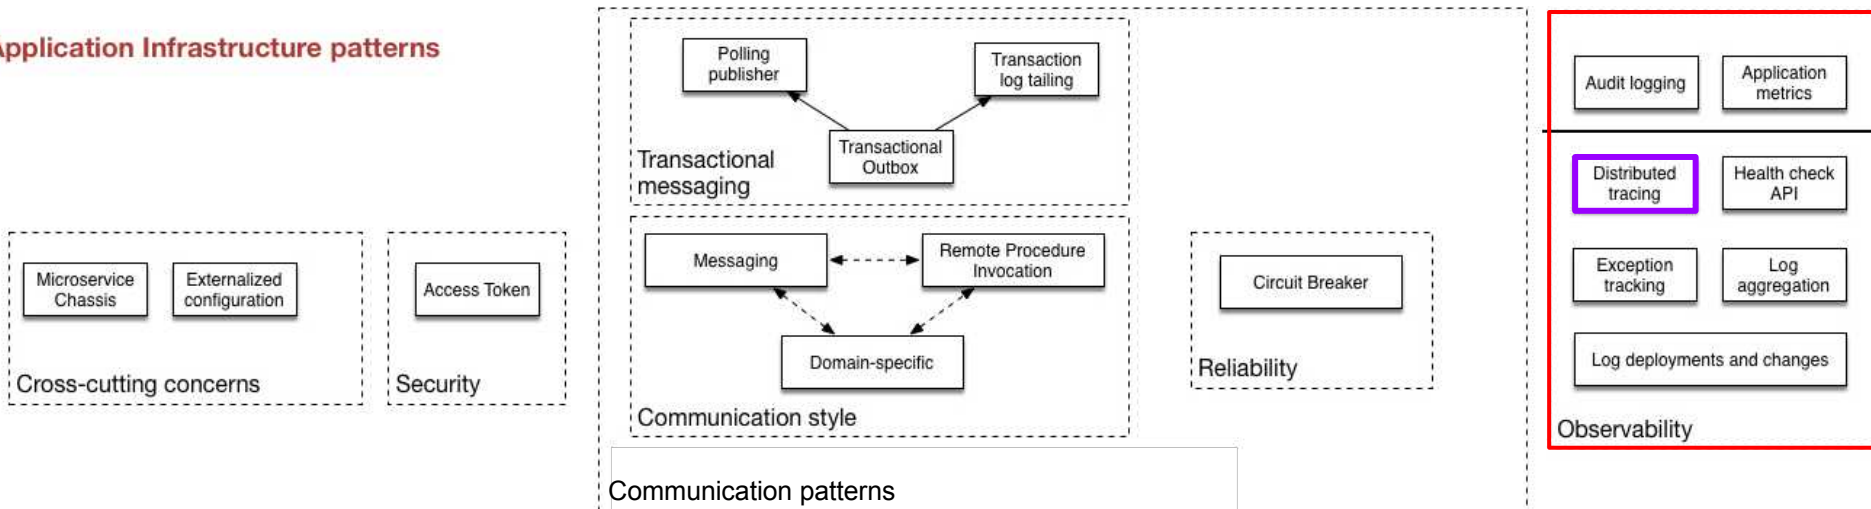 Application Infrastructure patterns
Polling
publisher
Transaction
log tailing
Transactional
Outbox
Transactional
messaging
Audit logging
Application
metrics
Distributed
tracing
Health check
API
Microservice
Chassis
Externalized
configuration
Cross-cutting concerns
Access Token
Security
Messaging
Remote Procedure
Invocation
Domain-specific
Communication style
Circuit Breaker
Reliability
Exception
tracking
Log
aggregation
Log deployments and changes
Observability
Communication patterns